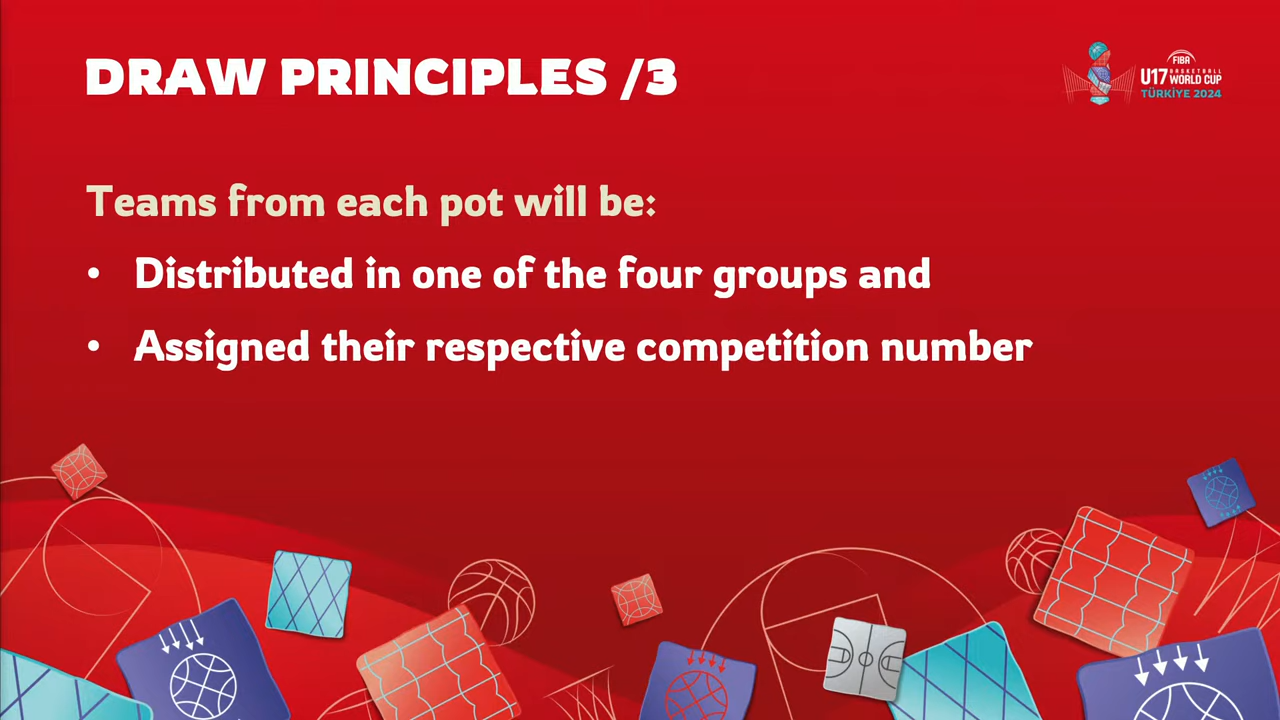 DRAW PRINCIPLES /3
FIBA
U17 BASKETBALL
WORLD CUP
TÜRKİYE 2024
Teams from each pot will be:
• Distributed in one of the four groups and
• Assigned their respective competition number